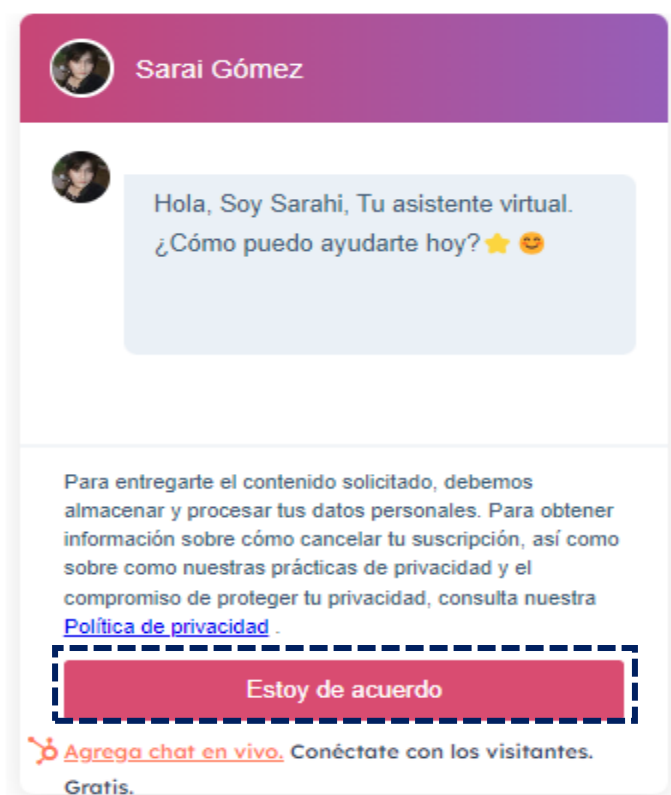 Sarai Gómez
Hola, Soy Sarahi, Tu asistente virtual.
¿Cómo puedo ayudarte hoy?⭐😊
Para entregarte el contenido solicitado, debemos
almacenar y procesar tus datos personales. Para obtener
información sobre cómo cancelar tu suscripción, así como
sobre como nuestras prácticas de privacidad y el
compromiso de proteger tu privacidad, consulta nuestra
Política de privacidad .
Estoy de acuerdo
Agrega chat en vivo. Conéctate con los visitantes.
Gratis.